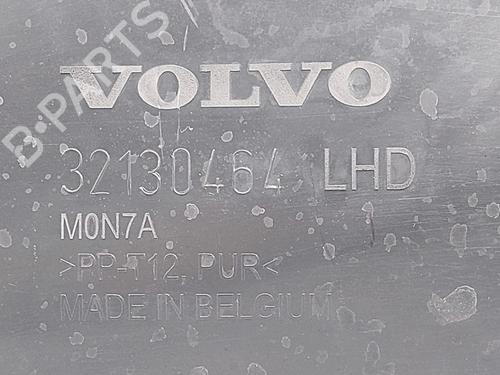 B-PARTS
VOLVO
32130464 LHD
M0N7A
>PP-T12, PUR<
MADE IN BELGIUM